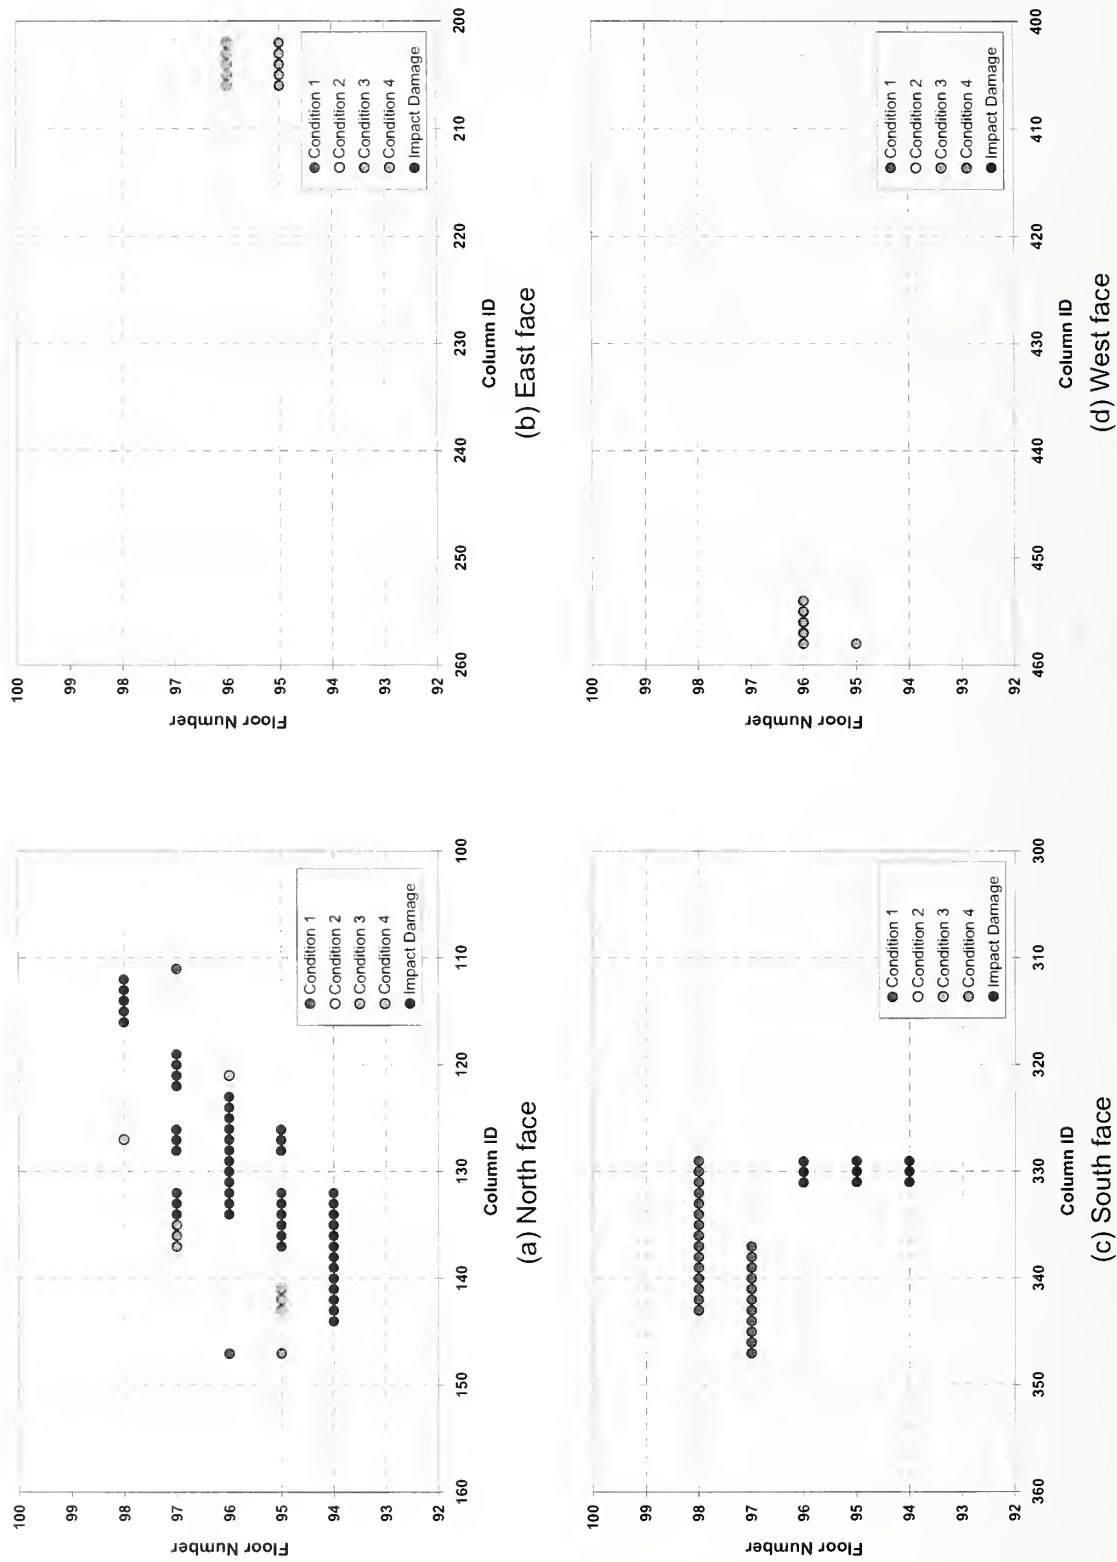 100
99
98
97
96
95
94
93
92
Floor Number
160
150
140
130
120
110
100
Column ID
Condition 1
Condition 2
Condition 3
Condition 4
Impact Damage
(a) North face
100
99
98
97
96
95
94
93
92
Floor Number
260
250
240
230
220
210
200
Column ID
Condition 1
Condition 2
Condition 3
Condition 4
Impact Damage
(b) East face
100
99
98
97
96
95
94
93
92
Floor Number
360
350
340
330
320
310
300
Column ID
Condition 1
Condition 2
Condition 3
Condition 4
Impact Damage
(c) South face
100
99
98
97
96
95
94
93
92
Floor Number
460
450
440
430
420
410
400
Column ID
Condition 1
Condition 2
Condition 3
Condition 4
Impact Damage
(d) West face